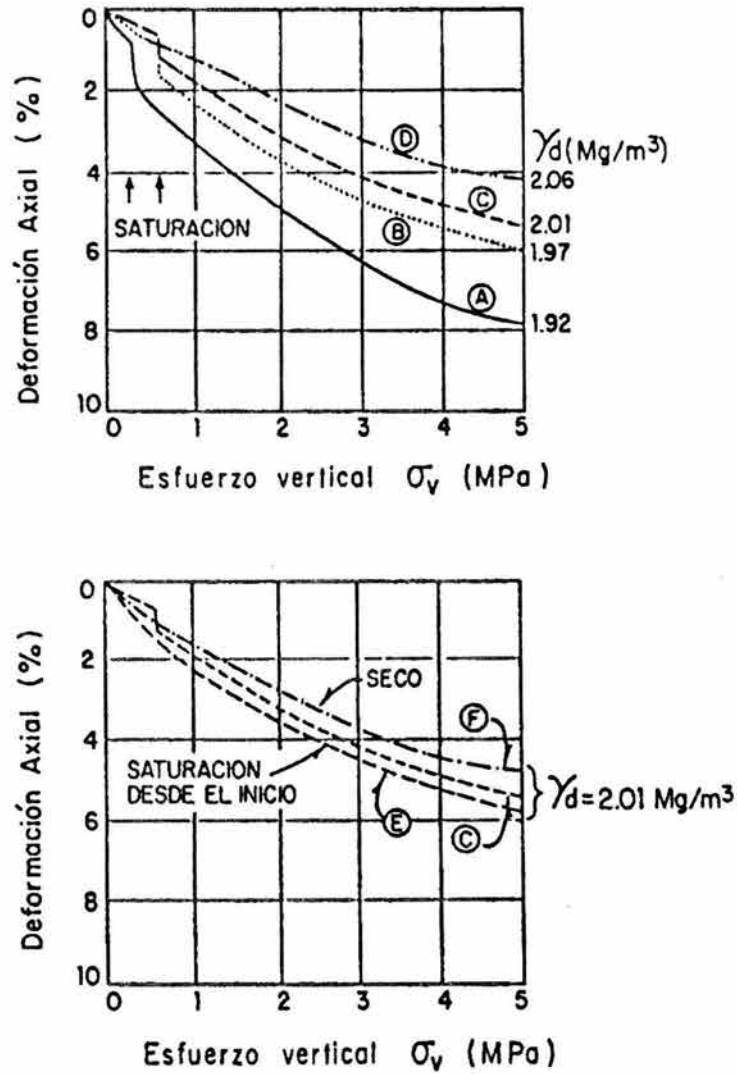 0
2
4
6
8
10
Deformación Axial (%)
SATURACION
D
C
B
A
γd (Mg/m³)
2.06
2.01
1.97
1.92
0 1 2 3 4 5
Esfuerzo vertical σv (MPa)
0
2
4
6
8
10
Deformación Axial (%)
SECO
SATURACION
DESDE EL INICIO
F
E
C
γd = 2.01 Mg/m³
0 1 2 3 4 5
Esfuerzo vertical σv (MPa)